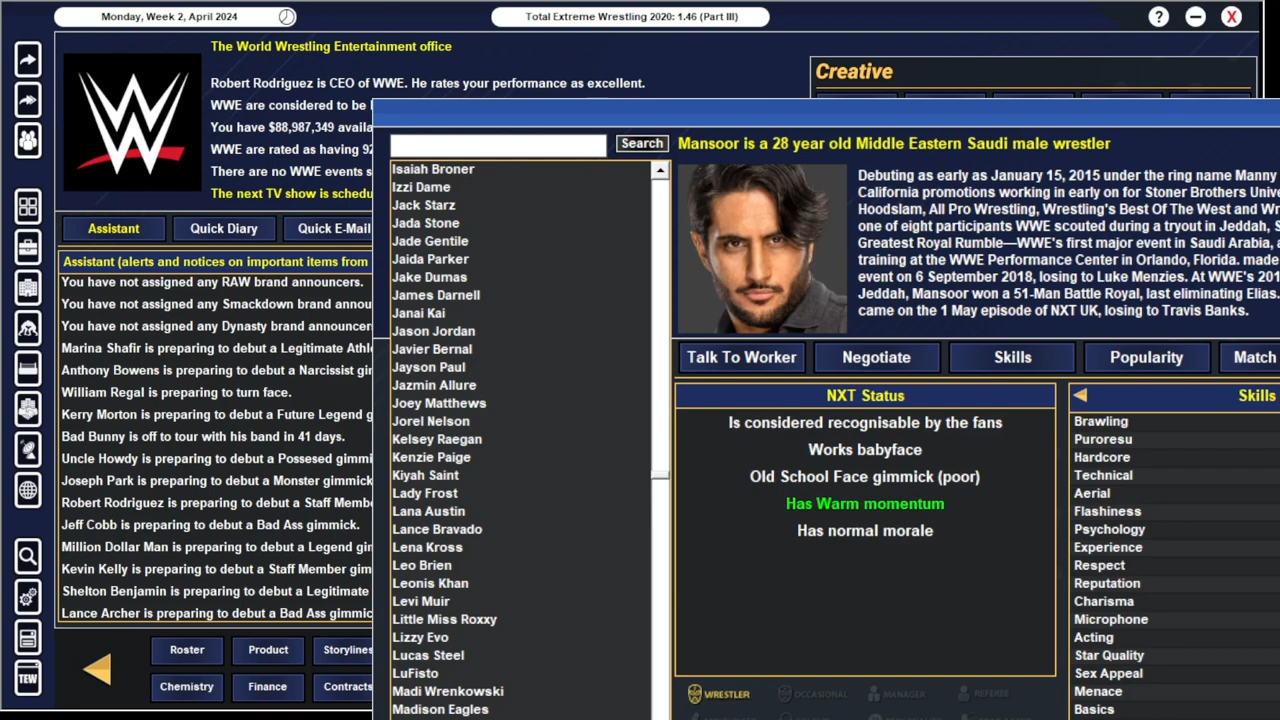 Monday, Week 2, April 2024
Total Extreme Wrestling 2020: 1.46 (Part III)
?
X
The World Wrestling Entertainment office
Robert Rodriguez is CEO of WWE. He rates your performance as excellent.
WWE are considered to be
You have $88,987,349 availa
WWE are rated as having 92
There are no WWE events s
The next TV show is schedu
Creative
Assistant
Quick Diary
Quick E-Mail
Assistant (alerts and notices on important items from
You have not assigned any RAW brand announcers.
You have not assigned any Smackdown brand annou
You have not assigned any Dynasty brand announcers
Marina Shafir is preparing to debut a Legitimate Athle
Anthony Bowens is preparing to debut a Narcissist gin
William Regal is preparing to turn face.
Kerry Morton is preparing to debut a Future Legend g
Bad Bunny is off to tour with his band in 41 days.
Uncle Howdy is preparing to debut a Possesed gimmi
Joseph Park is preparing to debut a Monster gimmick
Robert Rodriguez is preparing to debut a Staff Membe
Jeff Cobb is preparing to debut a Bad Ass gimmick.
Million Dollar Man is preparing to debut a Legend gin
Kevin Kelly is preparing to debut a Staff Member gim
Shelton Benjamin is preparing to debut a Legitimate
Lance Archer is preparing to debut a Bad Ass gimmic
Roster
Product
Storylines
Chemistry
Finance
Contracts
TEW
Search
Isaiah Broner
Izzi Dame
Jack Starz
Jada Stone
Jade Gentile
Jaida Parker
Jake Dumas
James Darnell
Janai Kai
Jason Jordan
Javier Bernal
Jayson Paul
Jazmin Allure
Joey Matthews
Jorel Nelson
Kelsey Raegan
Kenzie Paige
Kiyah Saint
Lady Frost
Lana Austin
Lance Bravado
Lena Kross
Leo Brien
Leonis Khan
Levi Muir
Little Miss Roxxy
Lizzy Evo
Lucas Steel
LuFisto
Madi Wrenkowski
Madison Eagles
Mansoor is a 28 year old Middle Eastern Saudi male wrestler
Debuting as early as January 15, 2015 under the ring name Manny
California promotions working in early on for Stoner Brothers Unive
Hoodslam, All Pro Wrestling, Wrestling's Best Of The West and Wr
one of eight participants WWE scouted during a tryout in Jeddah, S
Greatest Royal Rumble—WWE's first major event in Saudi Arabia, a
training at the WWE Performance Center in Orlando, Florida. made
event on 6 September 2018, losing to Luke Menzies. At WWE's 201
Jeddah, Mansoor won a 51-Man Battle Royal, last eliminating Elias.
came on the 1 May episode of NXT UK, losing to Travis Banks.
Talk To Worker
Negotiate
Skills
Popularity
Match
NXT Status
Is considered recognisable by the fans
Works babyface
Old School Face gimmick (poor)
Has Warm momentum
Has normal morale
WRESTLER
OCCASIONAL
MANAGER
REFEREE
Skills
Brawling
Puroresu
Hardcore
Technical
Aerial
Flashiness
Psychology
Experience
Respect
Reputation
Charisma
Microphone
Acting
Star Quality
Sex Appeal
Menace
Basics